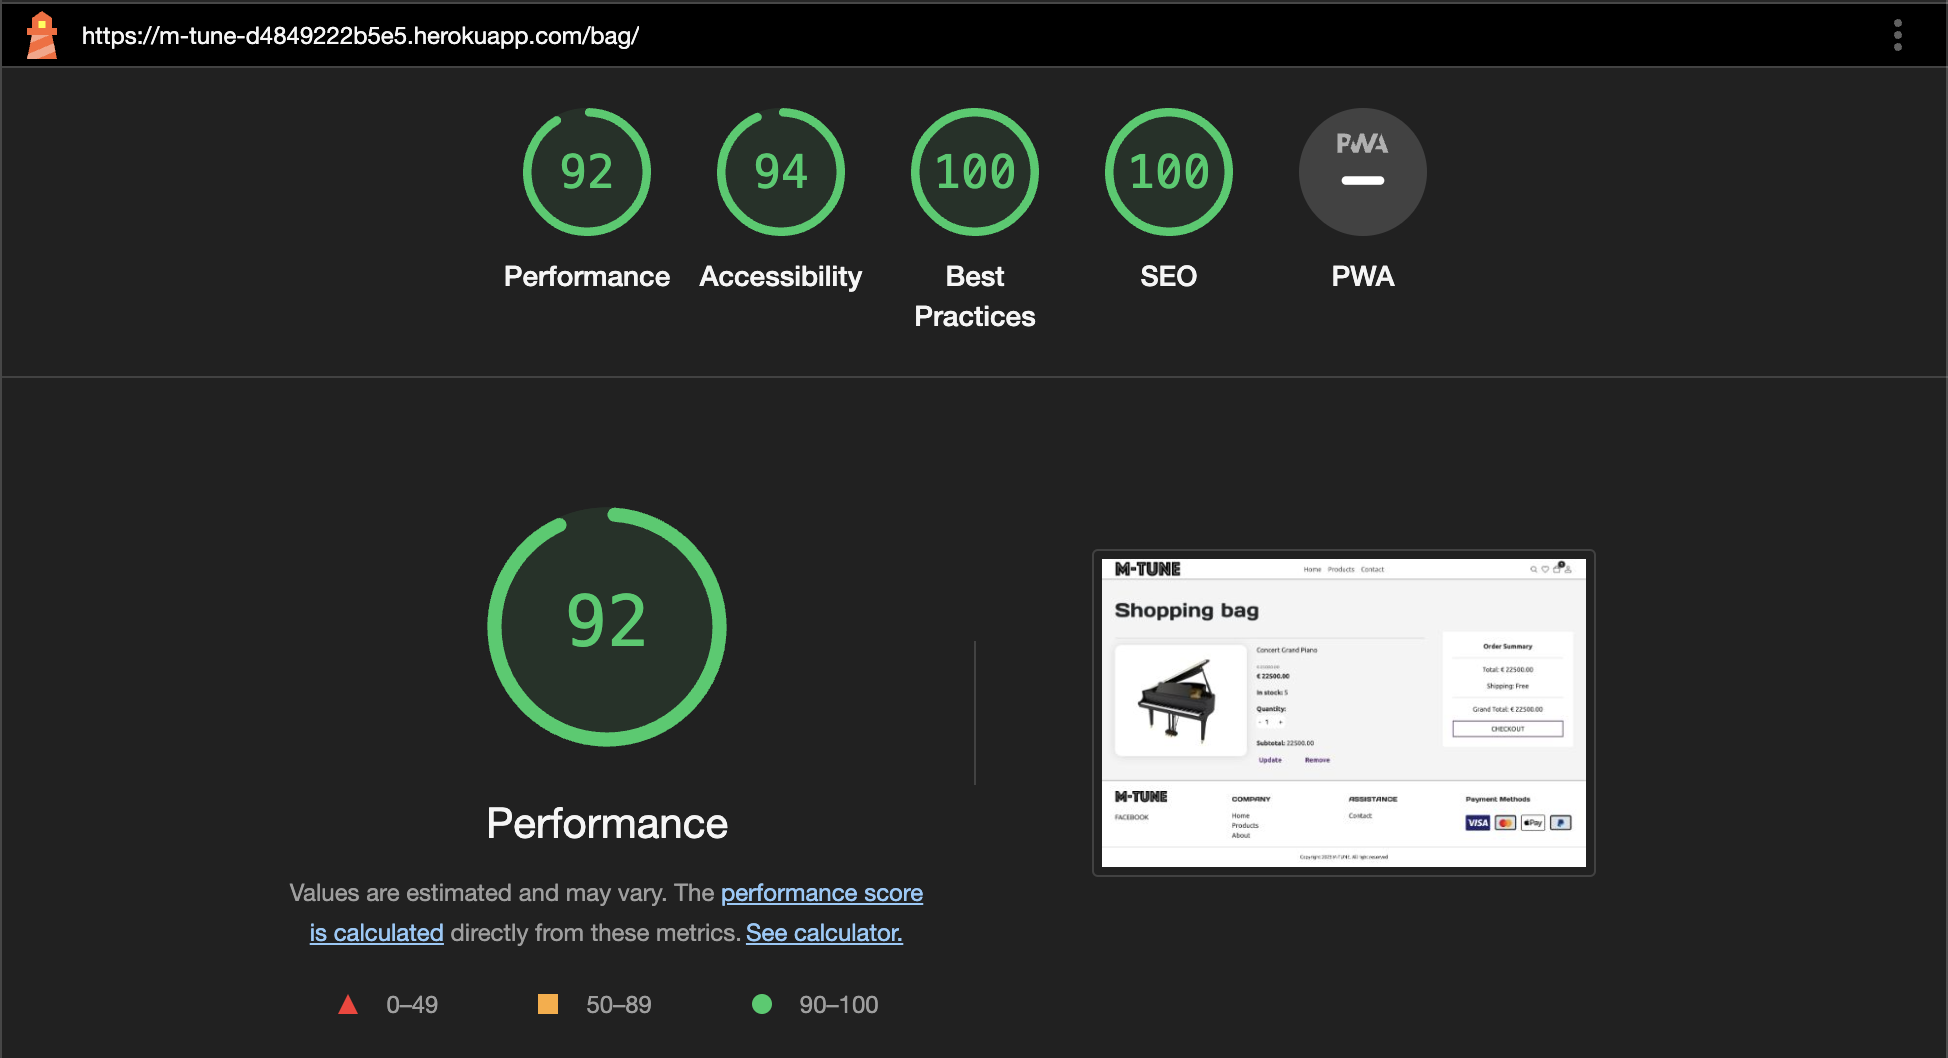 https://m-tune-d4849222b5e5.herokuapp.com/bag/
92
94
100
100
PWA
Performance
Accessibility
Best
Practices
SEO
PWA
92
Performance
Values are estimated and may vary. The performance score
is calculated directly from these metrics. See calculator.
0–49
50–89
90–100
M-TUNE
Home Products Contact
Shopping bag
Concert Grand Piano
€ 22500.00
In stock: 5
Quantity:
- 1 +
Subtotal: 22500.00
Update Remove
Order Summary
Total: € 22500.00
Shipping: Free
Grand Total: € 22500.00
CHECKOUT
M-TUNE
FACEBOOK
COMPANY
Home
Products
About
ASSISTANCE
Contact
Payment Methods
VISA
Pay